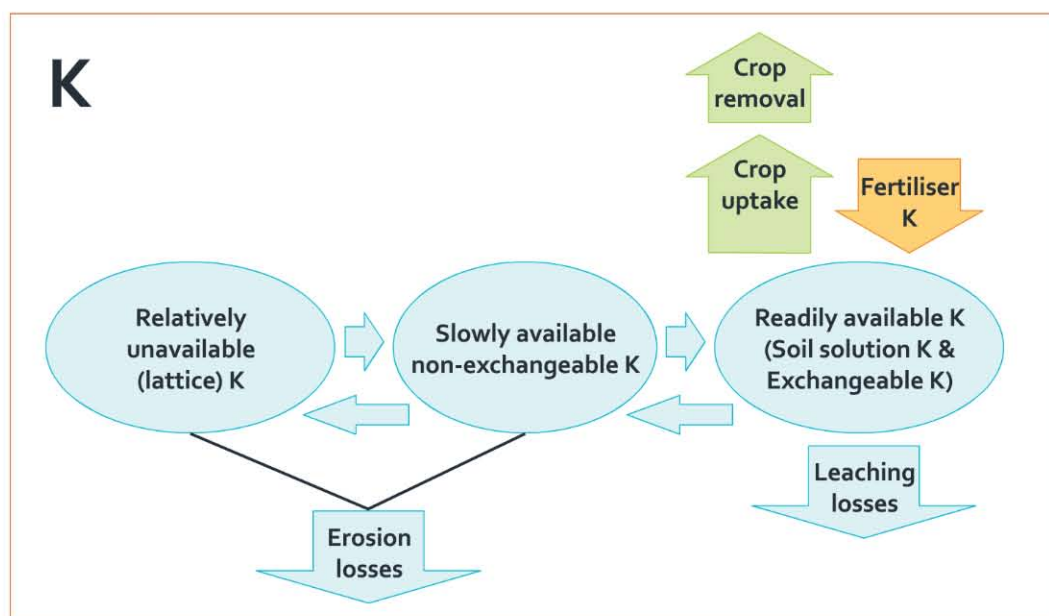 K
Crop
removal
Crop
uptake
Fertiliser
K
Relatively
unavailable
(lattice) K
Slowly available
non-exchangeable K
Readily available K
(Soil solution K &
Exchangeable K)
Leaching
losses
Erosion
losses